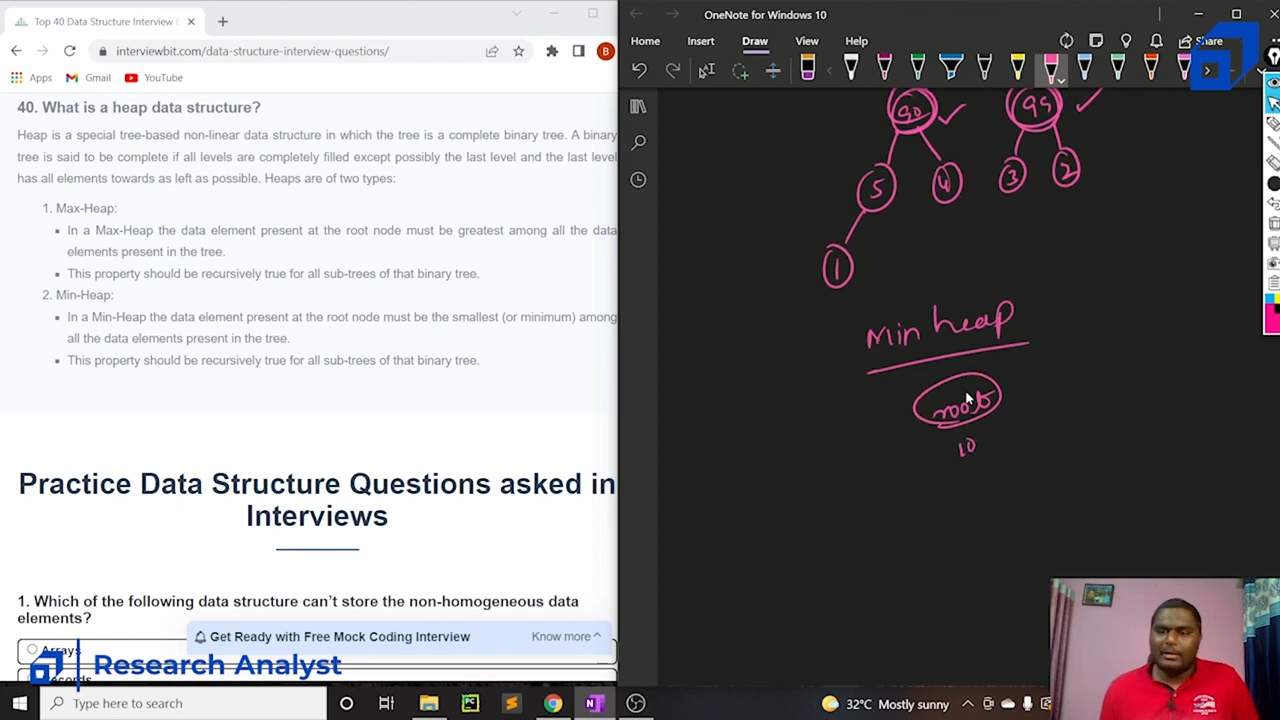 Top 40 Data Structure Interview
interviewbit.com/data-structure-interview-questions/
B
Apps
Gmail
YouTube
40. What is a heap data structure?
Heap is a special tree-based non-linear data structure in which the tree is a complete binary tree. A binary
tree is said to be complete if all levels are completely filled except possibly the last level and the last level
has all elements towards as left as possible. Heaps are of two types:
1. Max-Heap:
In a Max-Heap the data element present at the root node must be greatest among all the data
elements present in the tree.
This property should be recursively true for all sub-trees of that binary tree.
2. Min-Heap:
In a Min-Heap the data element present at the root node must be the smallest (or minimum) among
all the data elements present in the tree.
This property should be recursively true for all sub-trees of that binary tree.
Practice Data Structure Questions asked in
Interviews
1. Which of the following data structure can't store the non-homogeneous data
elements?
Get Ready with Free Mock Coding Interview
Know more
Arrays
Research Analyst
Type here to search
OneNote for Windows 10
Home
Insert
Draw
View
Help
Share
90
5
4
3
2
1
Min heap
root
10
32°C Mostly sunny